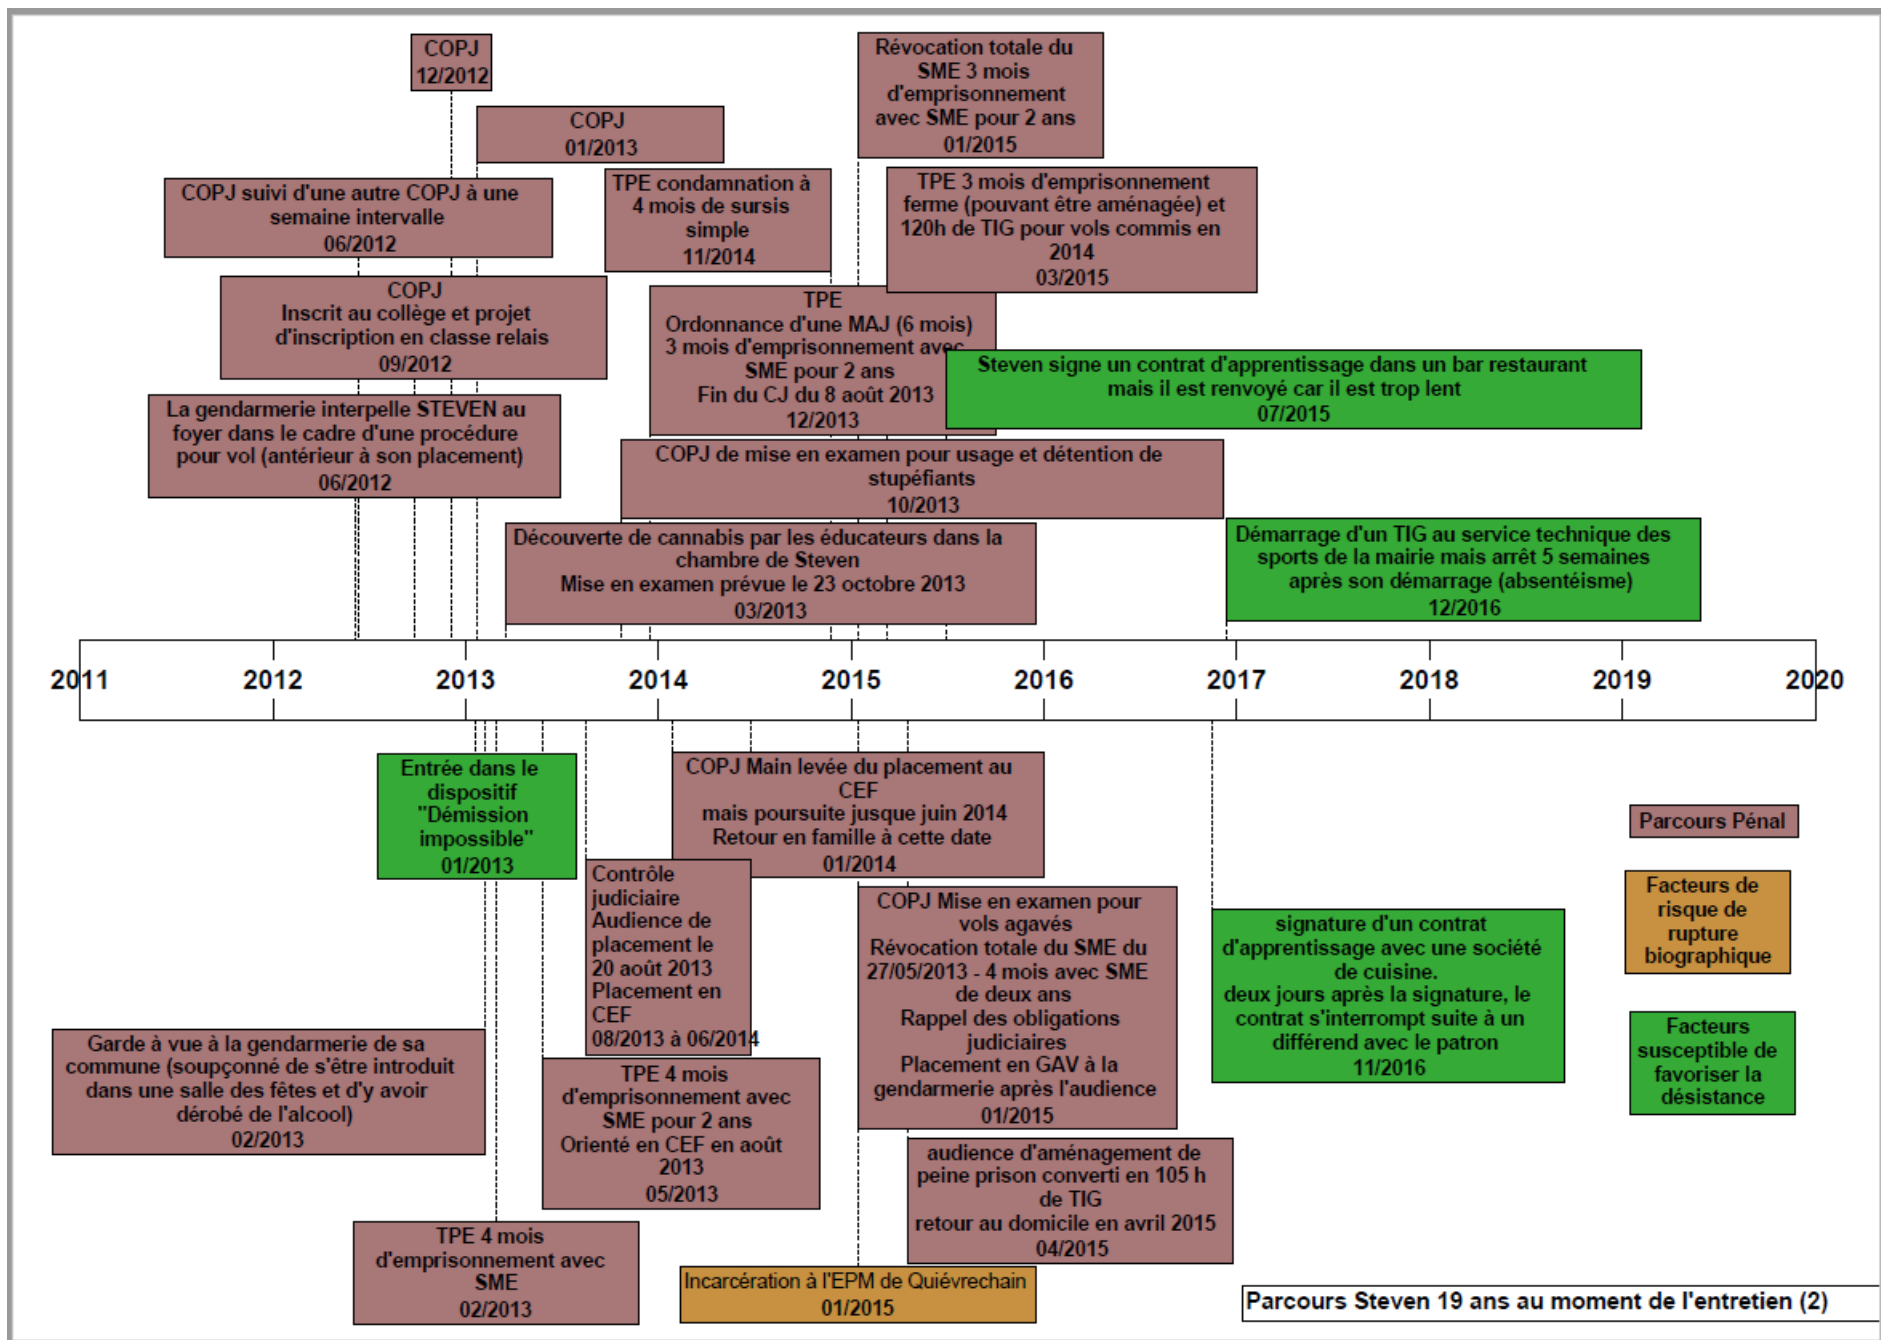 COPJ
12/2012
COPJ
01/2013
COPJ suivi d'une autre COPJ à une
semaine intervalle
06/2012
COPJ
Inscrit au collège et projet
d'inscription en classe relais
09/2012
La gendarmerie interpelle STEVEN au
foyer dans le cadre d'une procédure
pour vol (antérieur à son placement)
06/2012
TPE condamnation à
4 mois de sursis
simple
11/2014
Révocation totale du
SME 3 mois
d'emprisonnement
avec SME pour 2 ans
01/2015
TPE 3 mois d'emprisonnement
ferme (pouvant être aménagée) et
120h de TIG pour vols commis en
2014
03/2015
TPE
Ordonnance d'une MAJ (6 mois)
3 mois d'emprisonnement avec
SME pour 2 ans
Fin du CJ du 8 août 2013
12/2013
Steven signe un contrat d'apprentissage dans un bar restaurant
mais il est renvoyé car il est trop lent
07/2015
COPJ de mise en examen pour usage et détention de
stupéfiants
10/2013
Découverte de cannabis par les éducateurs dans la
chambre de Steven
Mise en examen prévue le 23 octobre 2013
03/2013
Démarrage d'un TIG au service technique des
sports de la mairie mais arrêt 5 semaines
après son démarrage (absentéisme)
12/2016
2011 2012 2013 2014 2015 2016 2017 2018 2019 2020
Entrée dans le
dispositif
"Démission
impossible"
01/2013
COPJ Main levée du placement au
CEF
mais poursuite jusque juin 2014
Retour en famille à cette date
01/2014
Contrôle
judiciaire
Audience de
placement le
20 août 2013
Placement en
CEF
08/2013 à 06/2014
COPJ Mise en examen pour
vols agavés
Révocation totale du SME du
27/05/2013 - 4 mois avec SME
de deux ans
Rappel des obligations
judiciaires
Placement en GAV à la
gendarmerie après l'audience
01/2015
signature d'un contrat
d'apprentissage avec une société
de cuisine.
deux jours après la signature, le
contrat s'interrompt suite à un
différend avec le patron
11/2016
Garde à vue à la gendarmerie de sa
commune (soupçonné de s'être introduit
dans une salle des fêtes et d'y avoir
dérobé de l'alcool)
02/2013
TPE 4 mois
d'emprisonnement avec
SME pour 2 ans
Orienté en CEF en août
2013
05/2013
audience d'aménagement de
peine prison converti en 105 h
de TIG
retour au domicile en avril 2015
04/2015
TPE 4 mois
d'emprisonnement avec
SME
02/2013
Incarcération à l'EPM de Quiévrechain
01/2015
Parcours Pénal
Facteurs de
risque de
rupture
biographique
Facteurs
susceptible de
favoriser la
désistance
Parcours Steven 19 ans au moment de l'entretien (2)